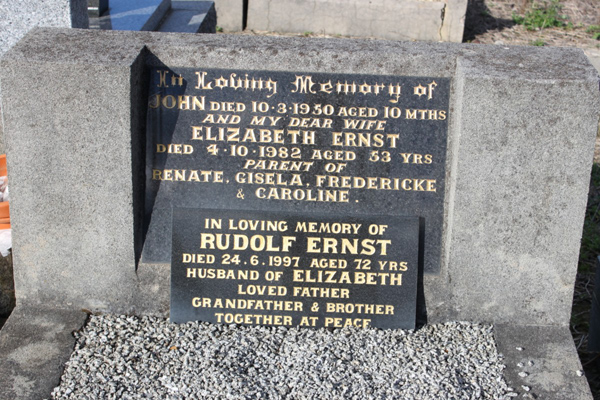 In Loving Memory of
JOHN DIED 10·3·1950 AGED 10 MTHS
AND MY DEAR WIFE
ELIZABETH ERNST
DIED 4·10·1982 AGED 53 YRS
PARENT OF
RENATE, GISELA, FREDERICKE
& CAROLINE.
IN LOVING MEMORY OF
RUDOLF ERNST
DIED 24.6.1997 AGED 72 YRS
HUSBAND OF ELIZABETH
LOVED FATHER
GRANDFATHER & BROTHER
TOGETHER AT PEACE